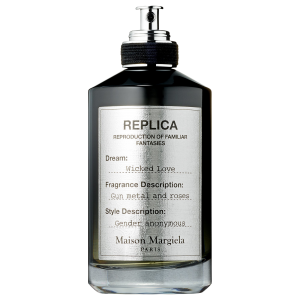 REPLICA
REPRODUCTION OF FAMILIAR
FANTASIES
Dream:
Wicked Love
Fragrance Description:
Gun metal and roses
Style Description:
Gender anonymous
Maison Margiela
PARIS